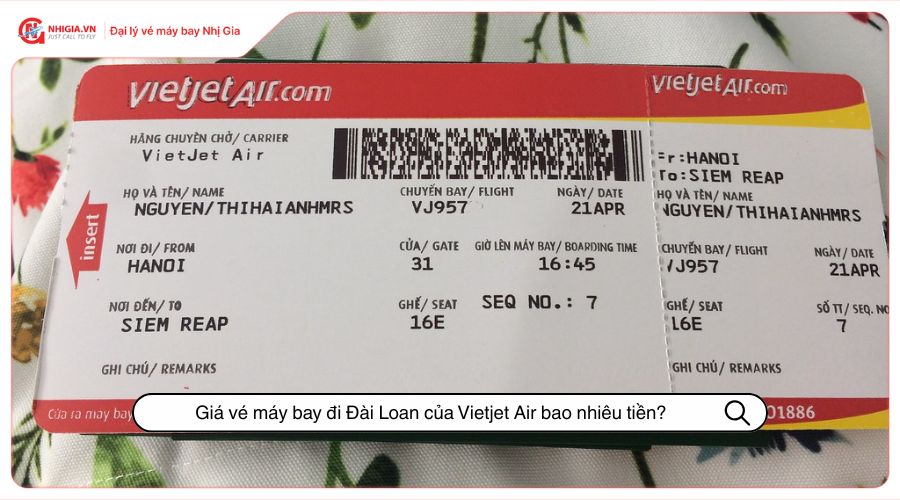 NHIGIA.VN
JUST CALL TO FLY
Đại lý vé máy bay Nhị Gia
vietjetAir.com
HÃNG CHUYÊN CHỞ/ CARRIER
VietJet Air
HỌ VÀ TÊN/ NAME
NGUYEN/THIHAIANHMRS
CHUYẾN BAY/ FLIGHT
VJ957
NGÀY/ DATE
21APR
insert
NƠI ĐI/ FROM
HANOI
CỬA/ GATE
31
GIỜ LÊN MÁY BAY/ BOARDING TIME
16:45
NƠI ĐẾN/ TO
SIEM REAP
GHẾ/ SEAT
16E
SEQ NO.: 7
GHI CHÚ/ REMARKS
Cửa ra máy bay
vietjetAir.com
Fr:HANOI
To:SIEM REAP
HỌ VÀ TÊN/ NAME
NGUYEN/THIHAIANHMRS
CHUYẾN BAY/ FLIGHT
VJ957
NGÀY/ DATE
21APR
GHẾ/ SEAT
16E
SỐ TT/ SEQ. NO
7
GHI CHÚ/ REMARKS
01886
Giá vé máy bay đi Đài Loan của Vietjet Air bao nhiêu tiền?